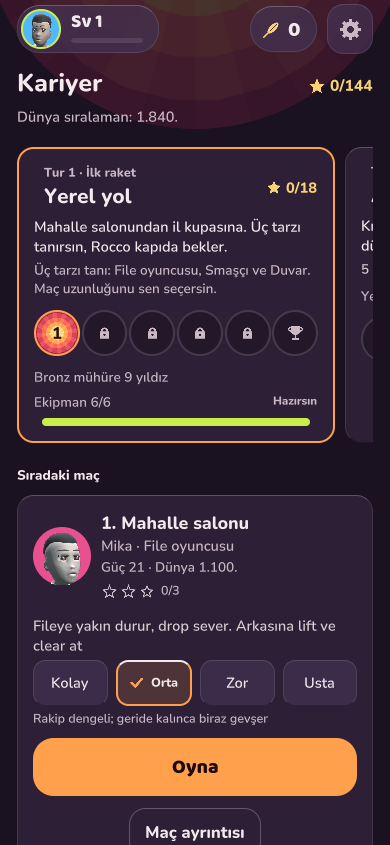 Sv 1
0
Kariyer
0/144
Dünya sıralaman: 1.840.
Tur 1 · İlk raket
Yerel yol
0/18
Mahalle salonundan il kupasına. Üç tarzı
tanırsın, Rocco kapıda bekler.
Üç tarzı tanı: File oyuncusu, Smaşçı ve Duvar.
Maç uzunluğunu sen seçersin.
1
Bronz mühüre 9 yıldız
Ekipman 6/6
Hazırsın
5
Sıradaki maç
1. Mahalle salonu
Mika · File oyuncusu
Güç 21 · Dünya 1.100.
0/3
Fileye yakın durur, drop sever. Arkasına lift ve
clear at
Kolay
Orta
Zor
Usta
Rakip dengeli; geride kalınca biraz gevşer
Oyna
Maç ayrıntısı